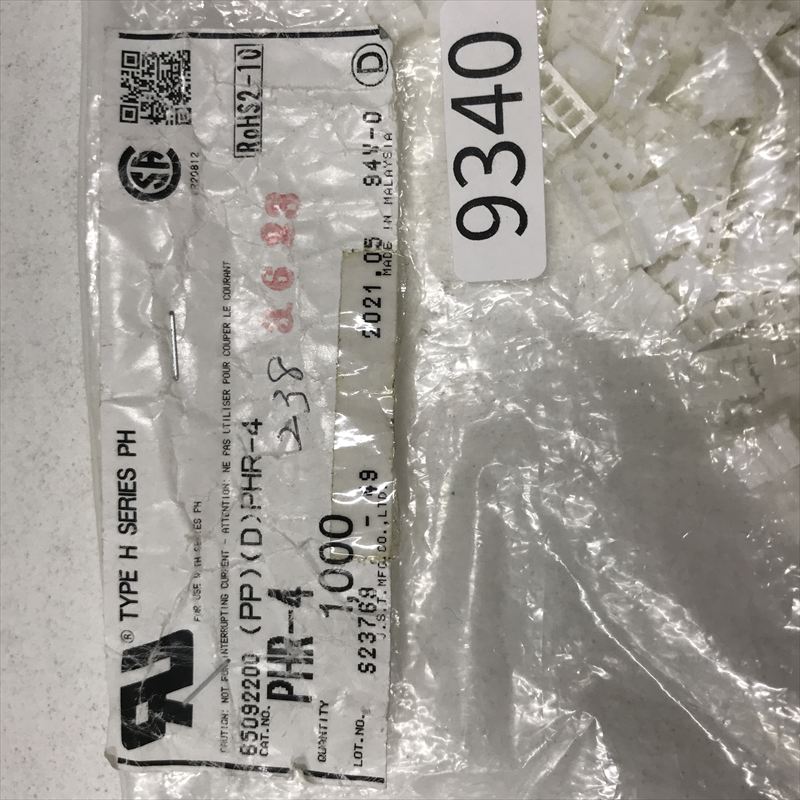 ® TYPE H SERIES PH
FOR USE WITH SERIES PH
CAUTION: NOT FOR INTERRUPTING CURRENT - ATTENTION: NE PAS UTILISER POUR COUPER LE COURANT
65092200 (PP)(D)PHR-4
CAT.NO.
PHR-4
238
QUANTITY
1,000
LOT.NO.
S23769 - 49
2021.05
94V-0
J.S.T.MFG.CO.,LTD.
MADE IN MALAYSIA
RoHS2-10
D
9340